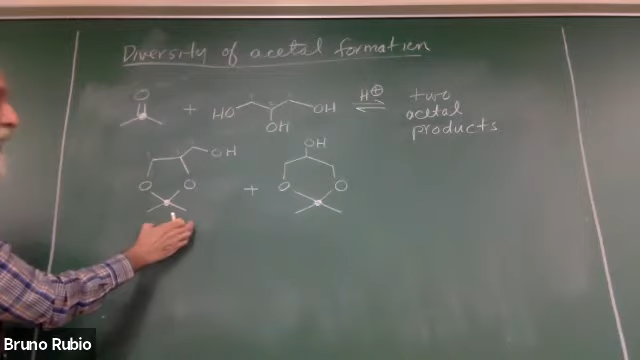 Diversity of acetal formation
O
+ HO OH H⊕ ⇌ two
OH acetal
products
OH OH
O O + O O
Bruno Rubio